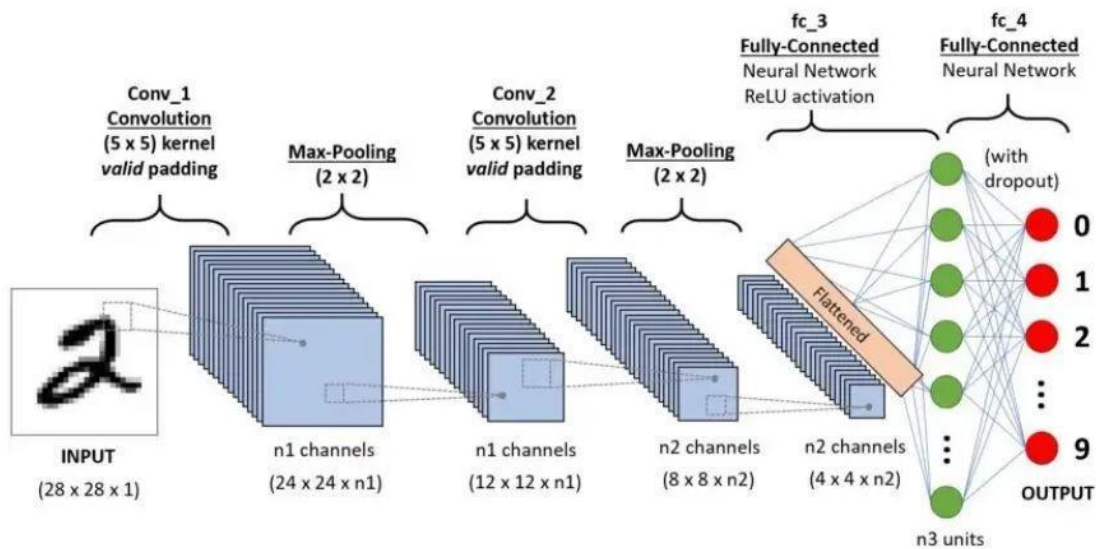 fc_3
Fully-Connected
Neural Network
ReLU activation
fc_4
Fully-Connected
Neural Network
Conv_1
Convolution
(5 x 5) kernel
valid padding
Max-Pooling
(2 x 2)
Conv_2
Convolution
(5 x 5) kernel
valid padding
Max-Pooling
(2 x 2)
(with
dropout)
Flattened
0
1
2
9
INPUT
(28 x 28 x 1)
n1 channels
(24 x 24 x n1)
n1 channels
(12 x 12 x n1)
n2 channels
(8 x 8 x n2)
n2 channels
(4 x 4 x n2)
OUTPUT
n3 units